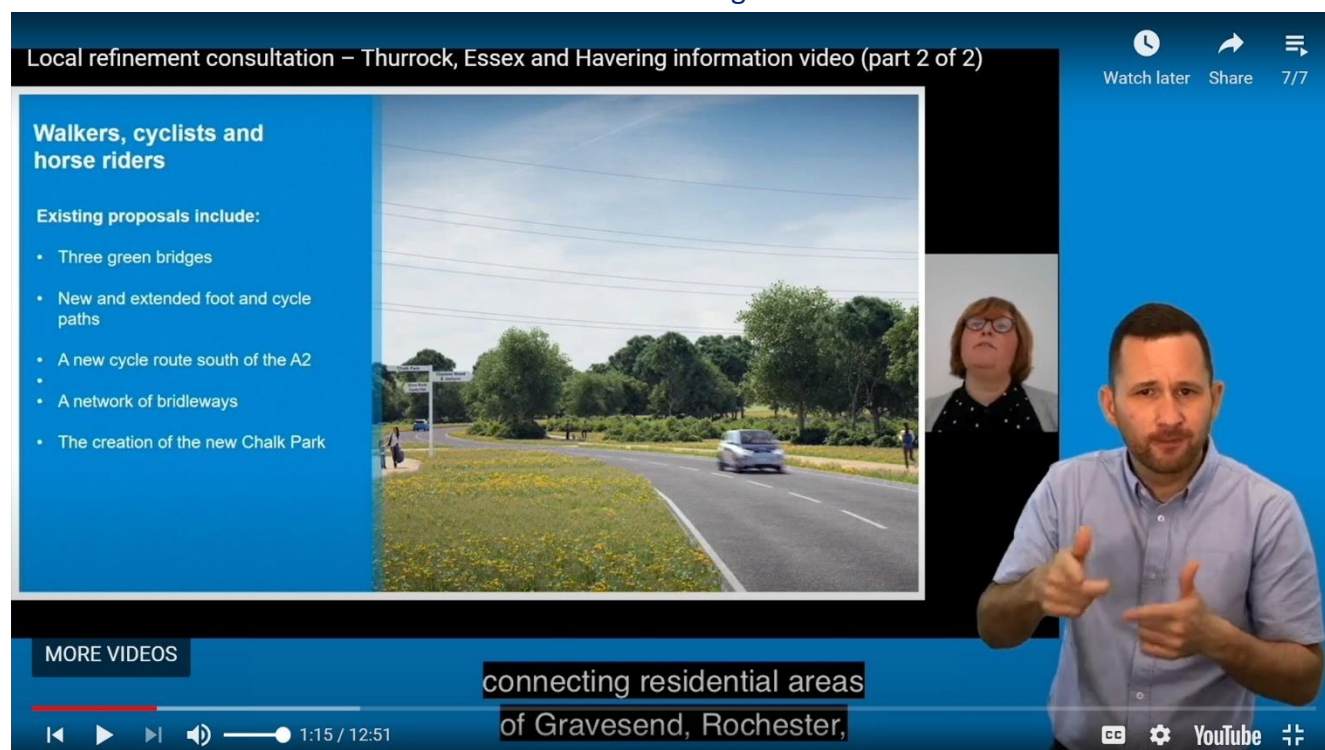 Local refinement consultation – Thurrock, Essex and Havering information video (part 2 of 2)
Watch later
Share
7/7
Walkers, cyclists and
horse riders
Existing proposals include:
• Three green bridges
• New and extended foot and cycle
paths
• A new cycle route south of the A2
•
• A network of bridleways
• The creation of the new Chalk Park
Chalk Park
MORE VIDEOS
connecting residential areas
of Gravesend, Rochester,
1:15 / 12:51
CC
YouTube